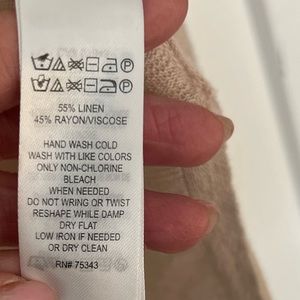 55% LINEN
45% RAYON/VISCOSE
HAND WASH COLD
WASH WITH LIKE COLORS
ONLY NON-CHLORINE
BLEACH
WHEN NEEDED
DO NOT WRING OR TWIST
RESHAPE WHILE DAMP
DRY FLAT
LOW IRON IF NEEDED
OR DRY CLEAN
RN# 75343